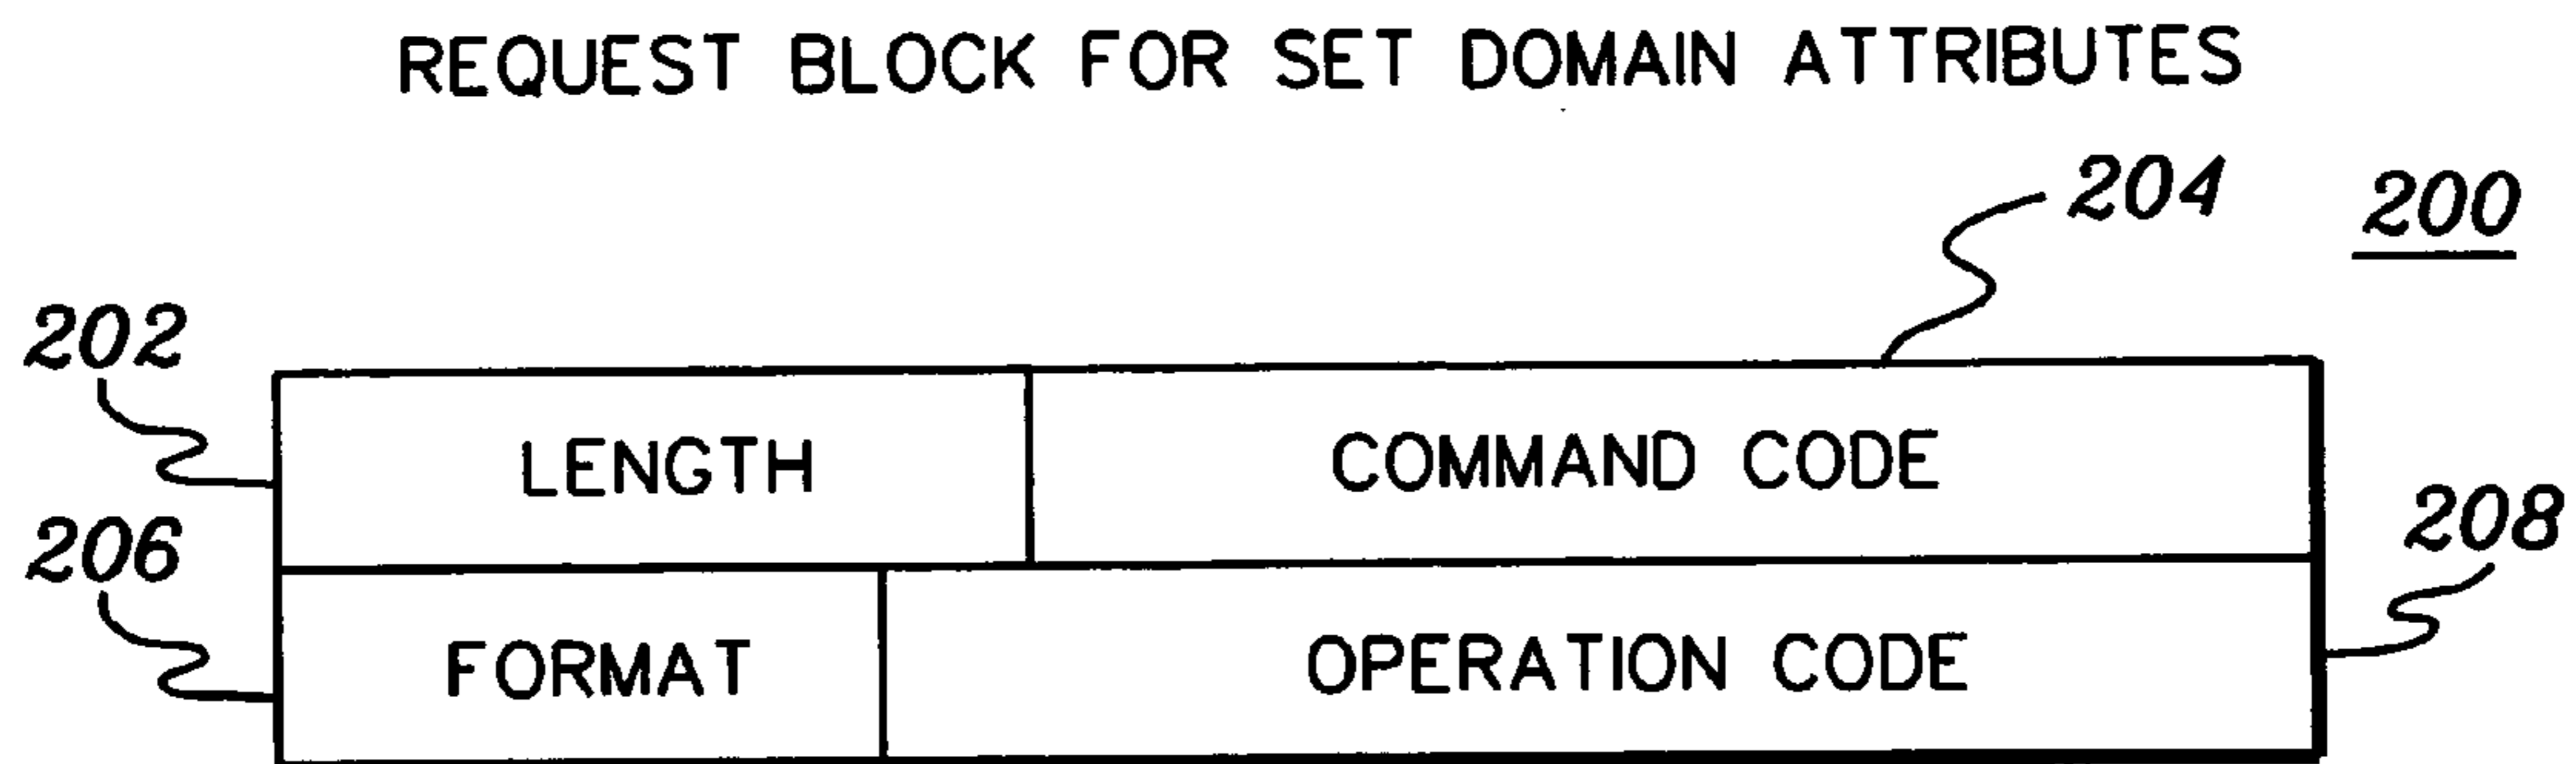 REQUEST BLOCK FOR SET DOMAIN ATTRIBUTES
204
200
202
LENGTH COMMAND CODE
206
208
FORMAT OPERATION CODE